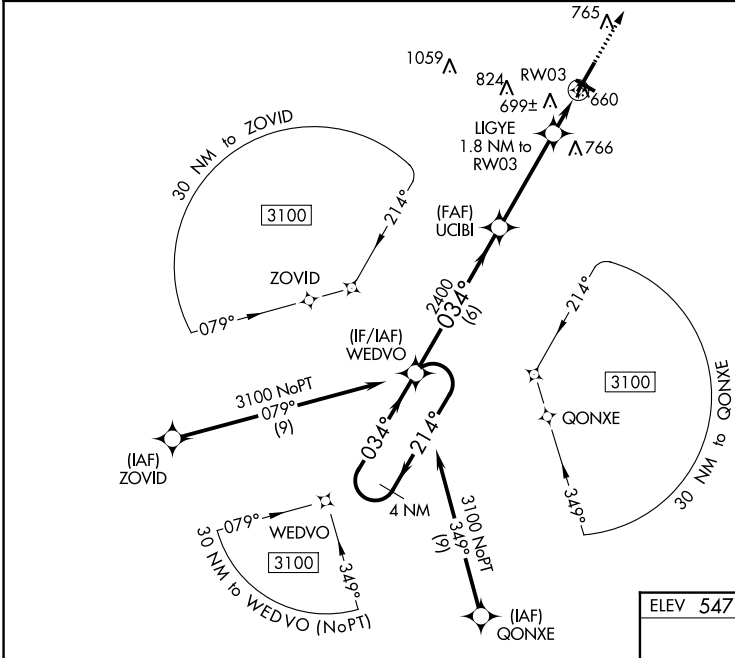 765
1059
824
RW03
699±
660
LIGYE
1.8 NM to
RW03
766
30 NM to ZOVID
3100
214°
(FAF)
UCIBI
ZOVID
079°
2400
034°
(6)
214°
(IF/IAF)
WEDVO
3100
QONXE
30 NM to QONXE
349°
3100 NoPT
079°
(9)
(IAF)
ZOVID
034°
214°
4 NM
079°
WEDVO
3100
349°
30 NM to WEDVO (NoPT)
3100 NoPT
349°
(9)
(IAF)
QONXE
ELEV 547